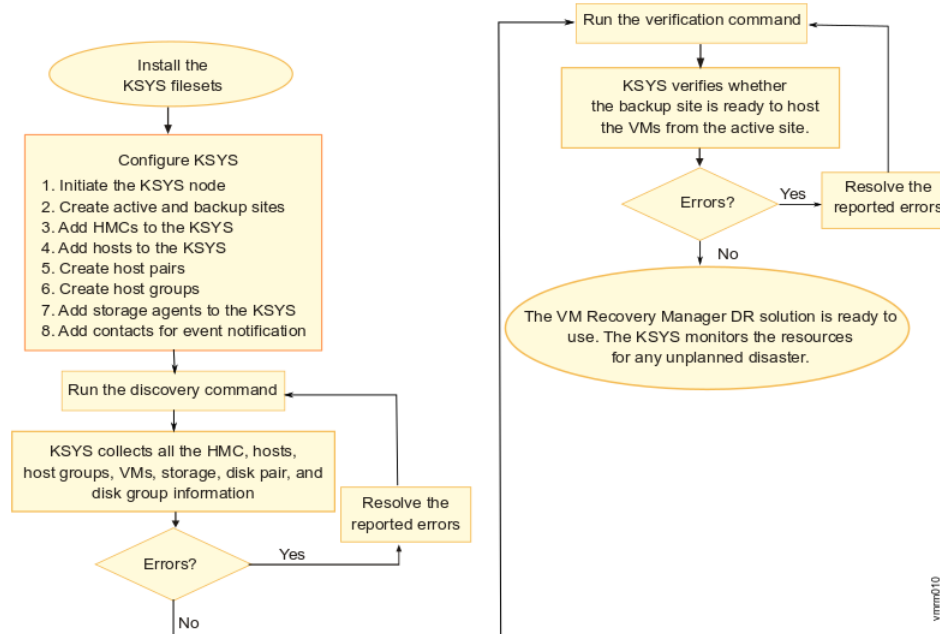 Install the
KSYS filesets
Configure KSYS
1. Initiate the KSYS node
2. Create active and backup sites
3. Add HMCs to the KSYS
4. Add hosts to the KSYS
5. Create host pairs
6. Create host groups
7. Add storage agents to the KSYS
8. Add contacts for event notification
Run the discovery command
KSYS collects all the HMC, hosts,
host groups, VMs, storage, disk pair, and
disk group information
Resolve the
reported errors
Errors?
Yes
No
Run the verification command
KSYS verifies whether
the backup site is ready to host
the VMs from the active site.
Errors?
Yes
Resolve the
reported errors
No
The VM Recovery Manager DR solution is ready to
use. The KSYS monitors the resources
for any unplanned disaster.
vmrm010